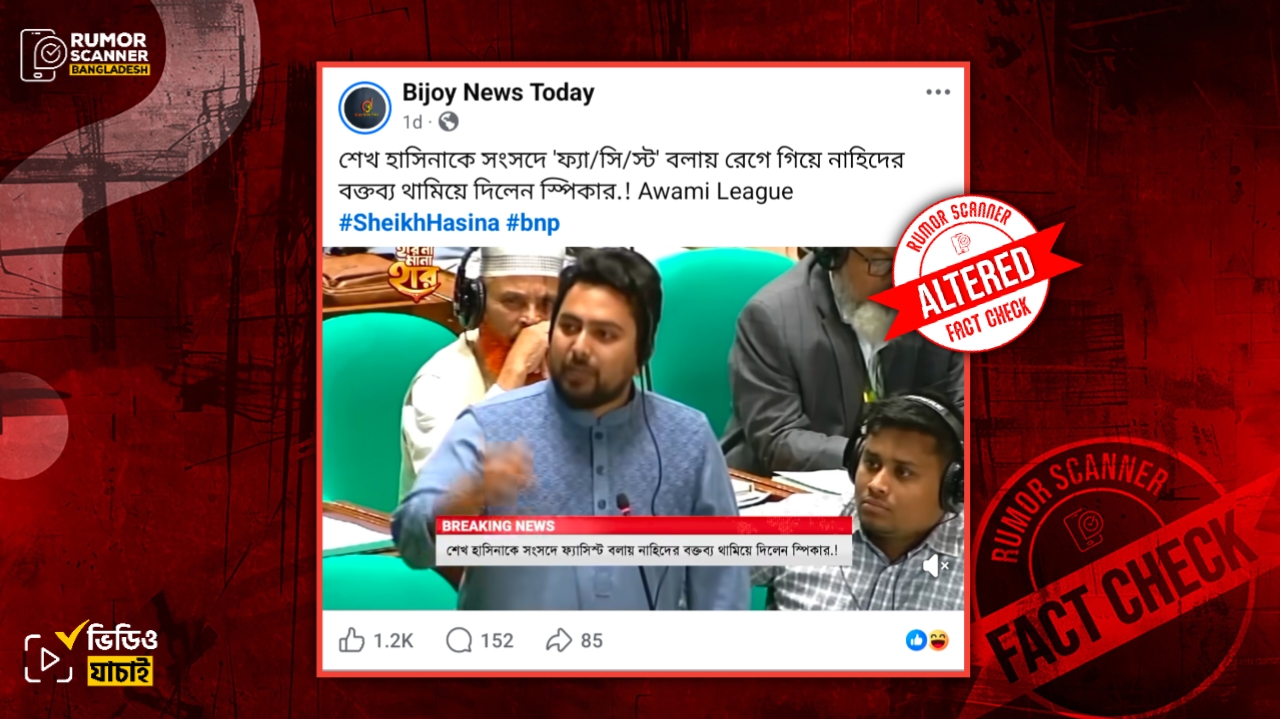 RUMOR
SCANNER
BANGLADESH
Bijoy News Today
1d
শেখ হাসিনাকে সংসদে 'ফ্যা/সি/স্ট' বলায় রেগে গিয়ে নাহিদের
বক্তব্য থামিয়ে দিলেন স্পিকার.! Awami League
#SheikhHasina #bnp
হারনা
মানা
হার
RUMOR SCANNER
ALTERED
FACT CHECK
BREAKING NEWS
শেখ হাসিনাকে সংসদে ফ্যাসিস্ট বলায় নাহিদের বক্তব্য থামিয়ে দিলেন স্পিকার.!
1.2K
152
85
RUMOR SCANNER
FACT CHECK
ভিডিও
যাচাই